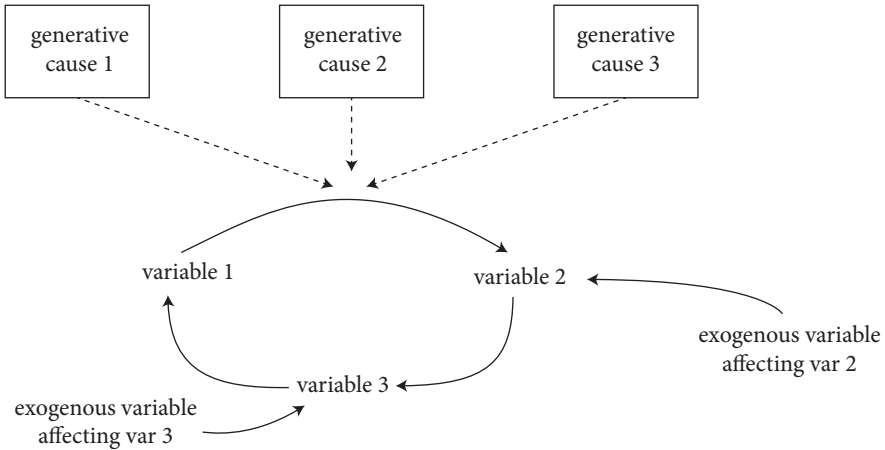 generative
cause 1
generative
cause 2
generative
cause 3
variable 1
variable 2
exogenous variable
affecting var 2
variable 3
exogenous variable
affecting var 3